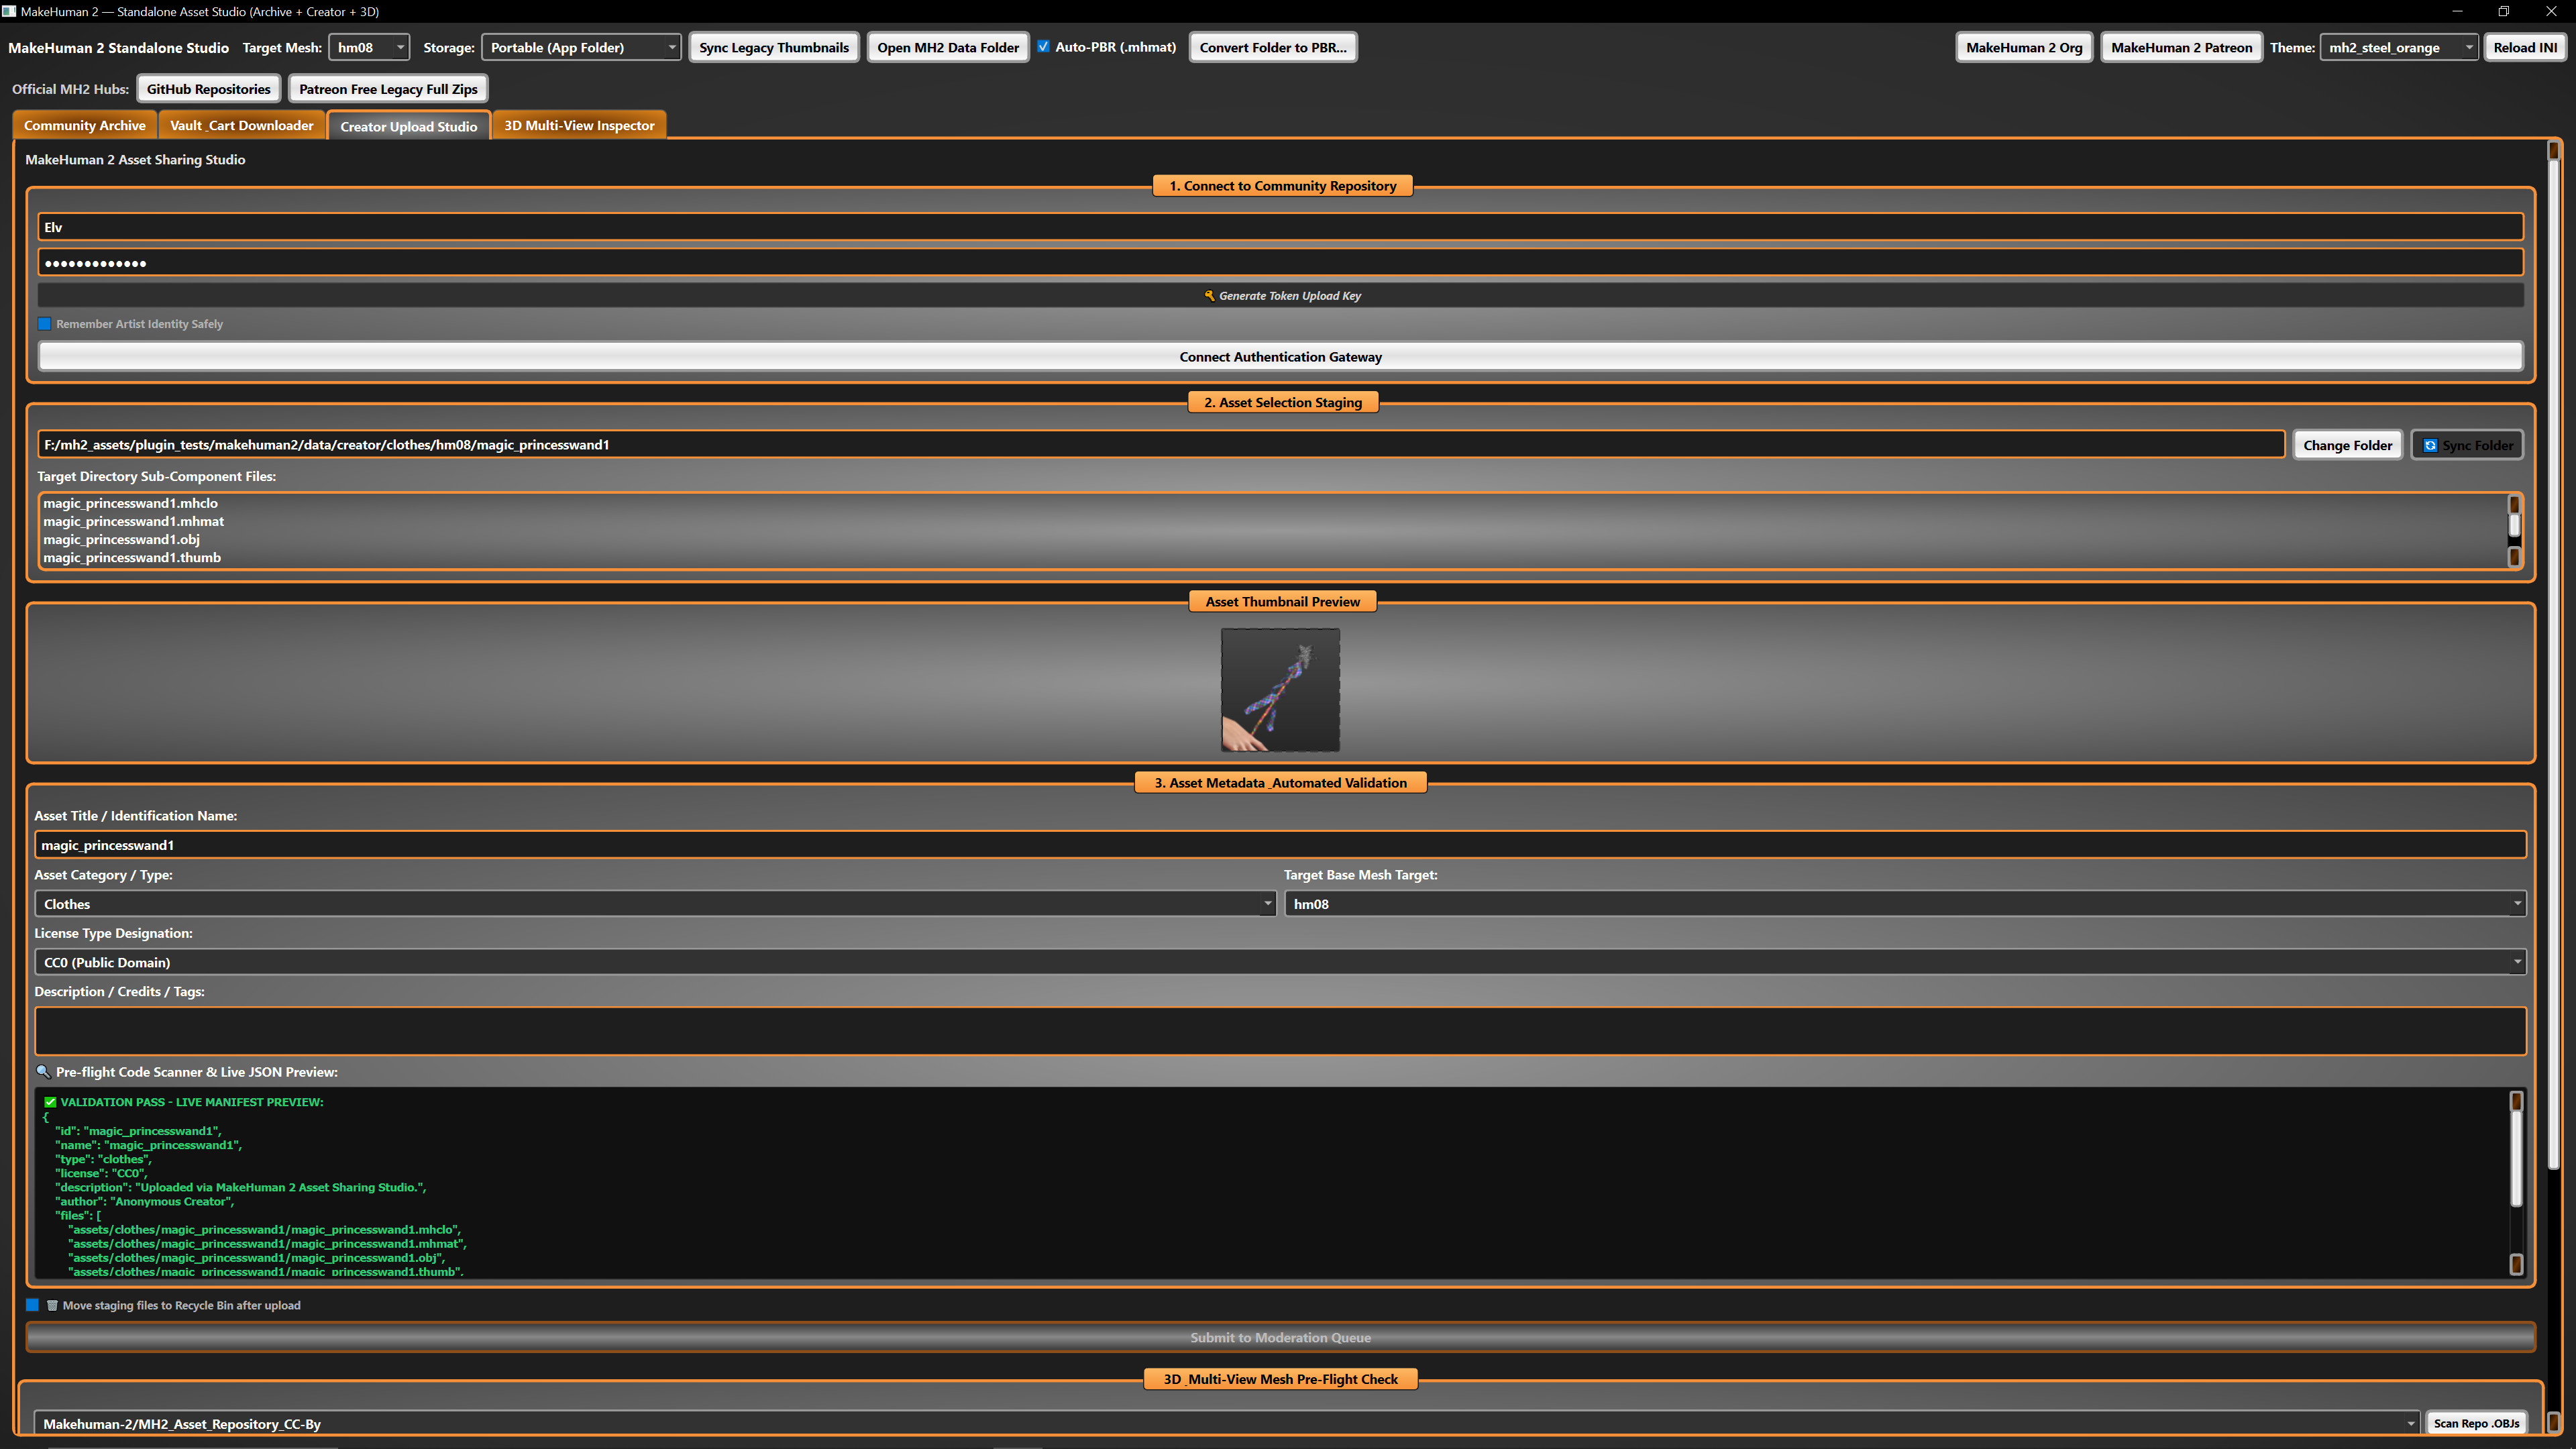 MakeHuman 2 — Standalone Asset Studio (Archive + Creator + 3D)
MakeHuman 2 Standalone Studio Target Mesh: hm08 Storage: Portable (App Folder) Sync Legacy Thumbnails Open MH2 Data Folder Auto-PBR (.mhmat) Convert Folder to PBR... MakeHuman 2 Org MakeHuman 2 Patreon Theme: mh2_steel_orange Reload INI
Official MH2 Hubs: GitHub Repositories Patreon Free Legacy Full Zips
Community Archive Vault _Cart Downloader Creator Upload Studio 3D Multi-View Inspector
MakeHuman 2 Asset Sharing Studio
1. Connect to Community Repository
Elv
●●●●●●●●●●●●●
Generate Token Upload Key
Remember Artist Identity Safely
Connect Authentication Gateway
2. Asset Selection Staging
F:/mh2_assets/plugin_tests/makehuman2/data/creator/clothes/hm08/magic_princesswand1 Change Folder Sync Folder
Target Directory Sub-Component Files:
magic_princesswand1.mhclo
magic_princesswand1.mhmat
magic_princesswand1.obj
magic_princesswand1.thumb
Asset Thumbnail Preview
3. Asset Metadata _Automated Validation
Asset Title / Identification Name:
magic_princesswand1
Asset Category / Type: Target Base Mesh Target:
Clothes hm08
License Type Designation:
CC0 (Public Domain)
Description / Credits / Tags:
Pre-flight Code Scanner & Live JSON Preview:
VALIDATION PASS - LIVE MANIFEST PREVIEW:
{
"id": "magic_princesswand1",
"name": "magic_princesswand1",
"type": "clothes",
"license": "CC0",
"description": "Uploaded via MakeHuman 2 Asset Sharing Studio.",
"author": "Anonymous Creator",
"files": [
"assets/clothes/magic_princesswand1/magic_princesswand1.mhclo",
"assets/clothes/magic_princesswand1/magic_princesswand1.mhmat",
"assets/clothes/magic_princesswand1/magic_princesswand1.obj",
"assets/clothes/magic_princesswand1/magic_princesswand1.thumb",
Move staging files to Recycle Bin after upload
Submit to Moderation Queue
3D _Multi-View Mesh Pre-Flight Check
Makehuman-2/MH2_Asset_Repository_CC-By Scan Repo .OBJs